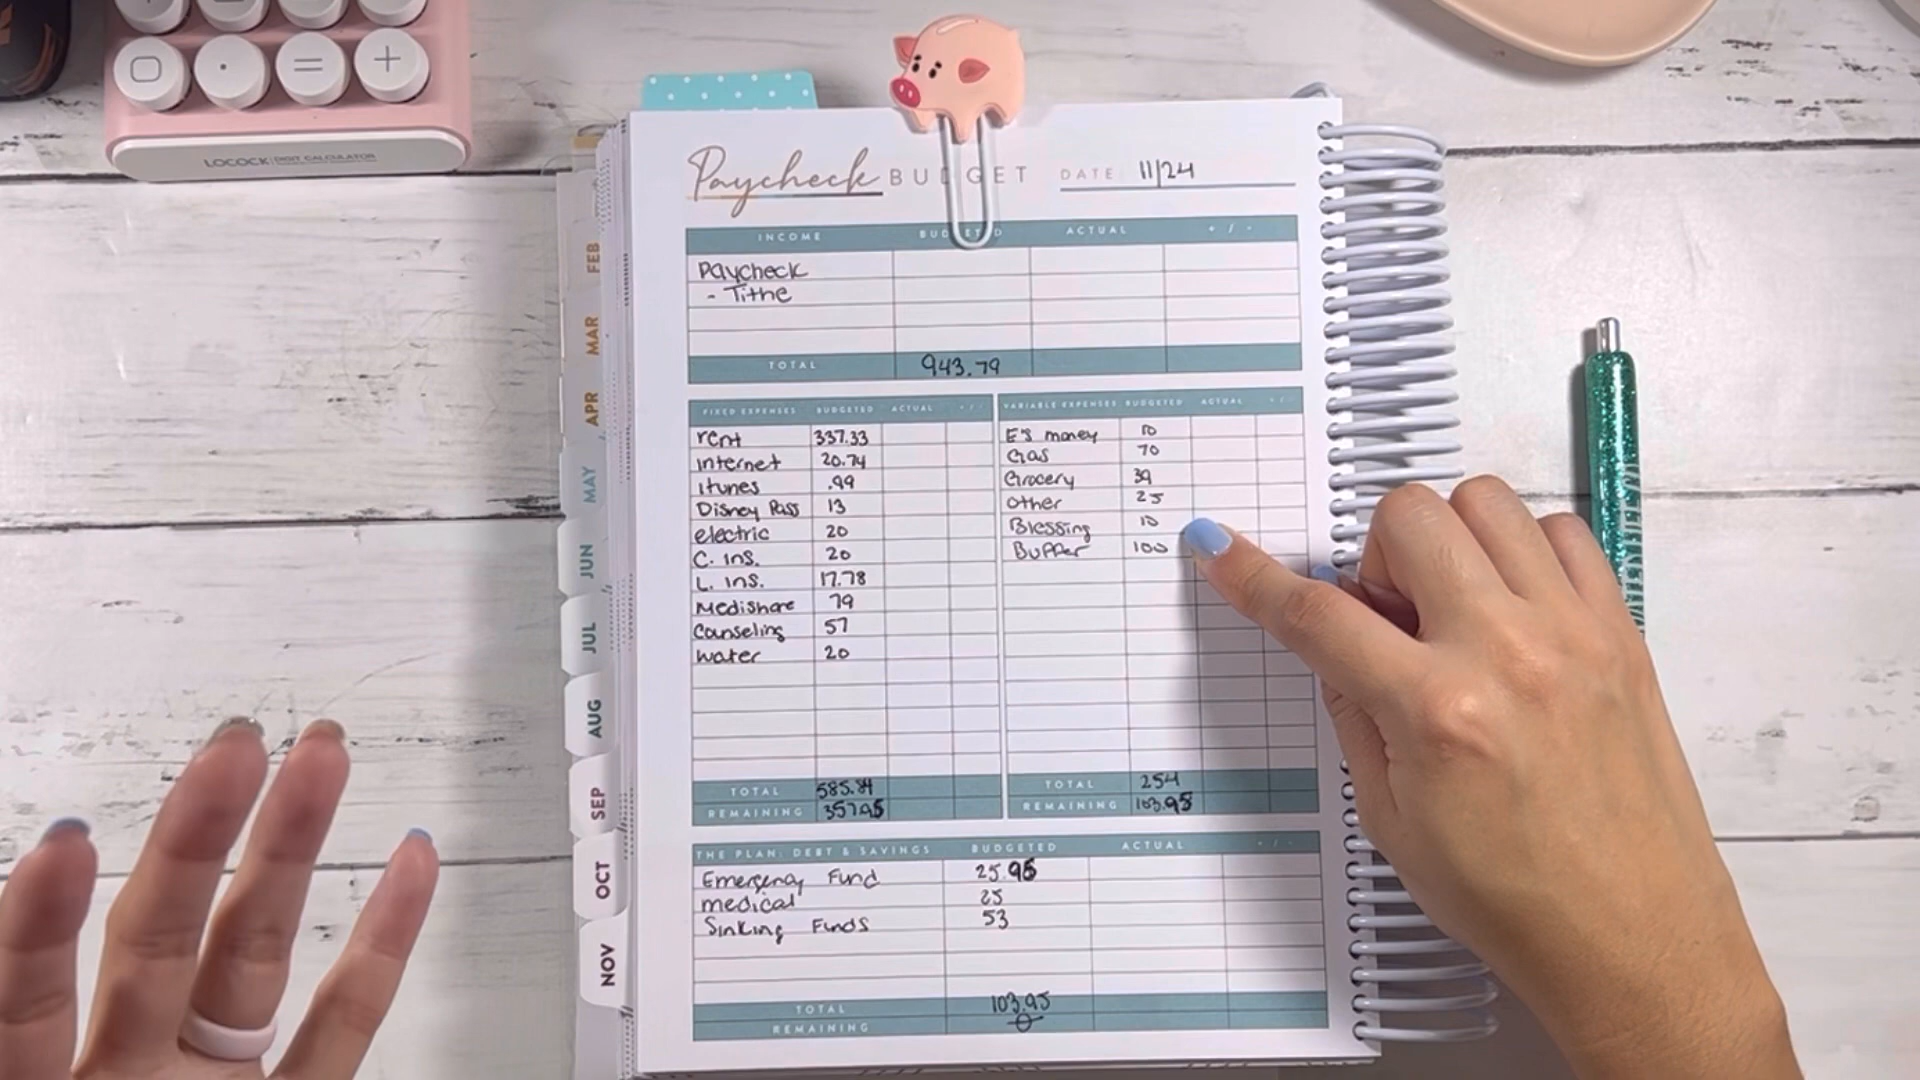 LOCOCK DIGIT CALCULATOR
Paycheck BUDGET DATE 11/24
INCOME BUDGETED ACTUAL + / -
Paycheck
- Tithe
TOTAL 943.79
FIXED EXPENSES BUDGETED ACTUAL + / -
rent 337.33
internet 20.74
itunes .99
Disney Pass 13
electric 20
C. ins. 20
L. ins. 17.78
Medishare 79
Counseling 57
water 20
TOTAL 585.84
REMAINING 357.95
VARIABLE EXPENSES BUDGETED ACTUAL + / -
E's money 10
Gas 70
Grocery 39
Other 25
Blessing 10
Buffer 100
TOTAL 254
REMAINING 103.95
THE PLAN: DEBT & SAVINGS BUDGETED ACTUAL + / -
Emergency Fund 25.95
medical 25
Sinking Funds 53
TOTAL 103.95
REMAINING 0
FEB
MAR
APR
MAY
JUN
JUL
AUG
SEP
OCT
NOV